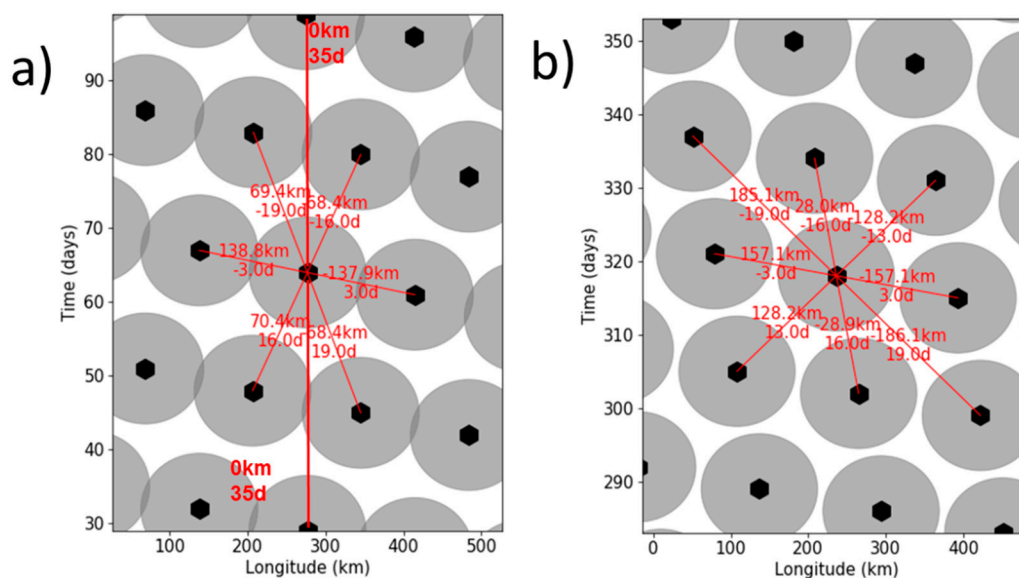 a)
0km
35d
69.4km
-19.0d
-68.4km
-16.0d
138.8km
-3.0d
-137.9km
3.0d
70.4km
16.0d
-68.4km
19.0d
0km
35d
90
80
70
60
50
40
30
Time (days)
100
200
300
400
500
Longitude (km)
b)
185.1km
-19.0d
28.0km
-16.0d
-128.2km
-13.0d
157.1km
-3.0d
-157.1km
3.0d
128.2km
13.0d
-28.9km
16.0d
-186.1km
19.0d
350
340
330
320
310
300
290
Time (days)
0
100
200
300
400
Longitude (km)